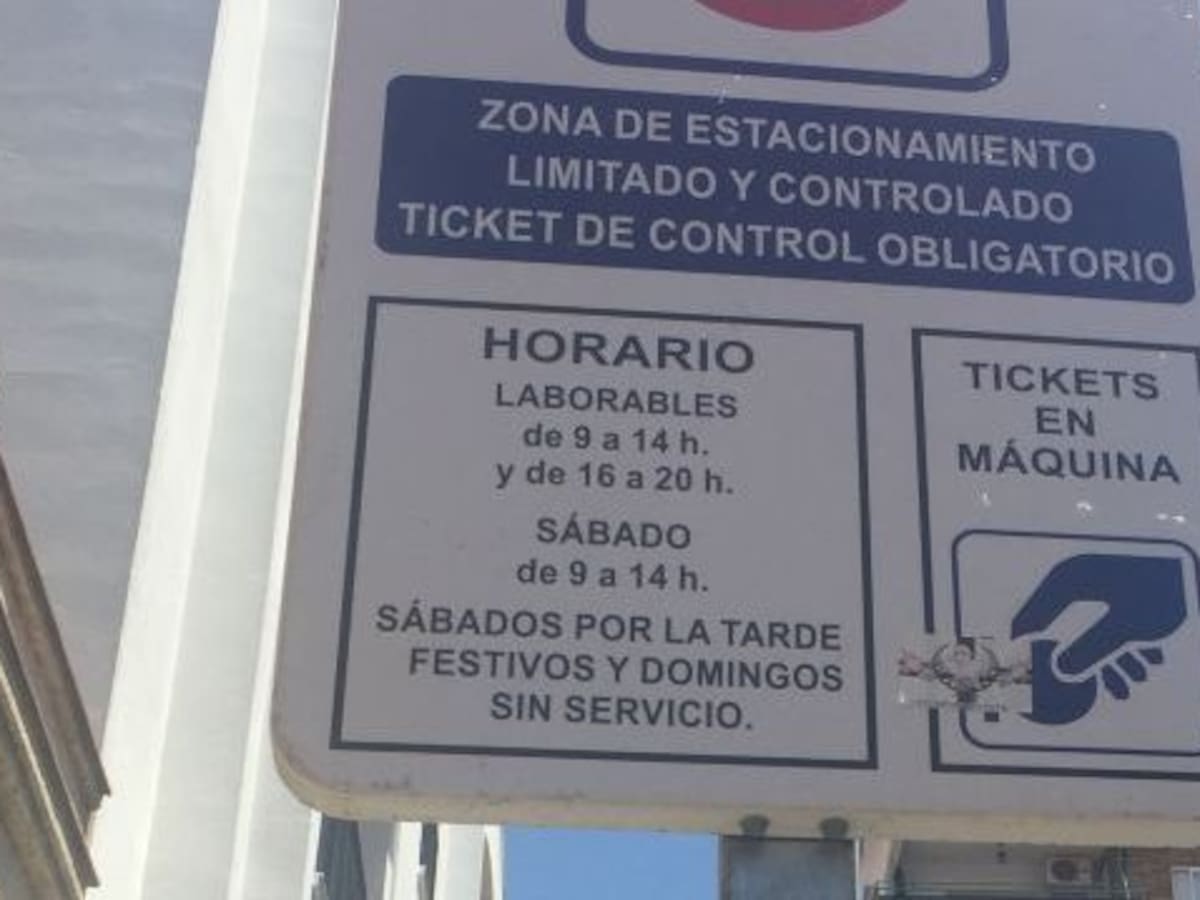 ZONA DE ESTACIONAMIENTO
LIMITADO Y CONTROLADO
TICKET DE CONTROL OBLIGATORIO
HORARIO
LABORABLES
de 9 a 14 h.
y de 16 a 20 h.
SÁBADO
de 9 a 14 h.
SÁBADOS POR LA TARDE
FESTIVOS Y DOMINGOS
SIN SERVICIO.
TICKETS
EN
MÁQUINA